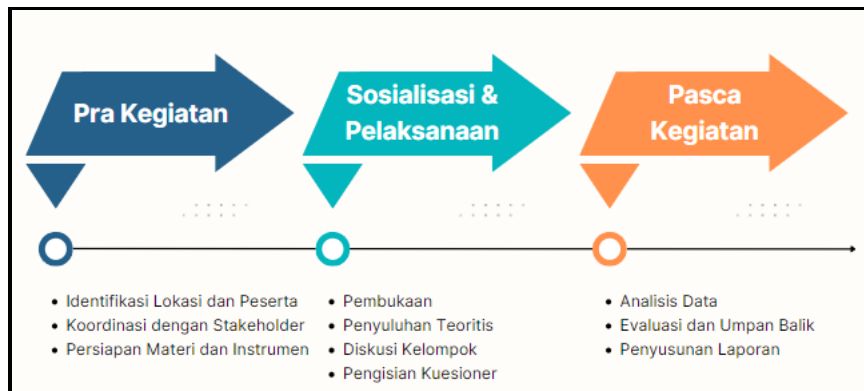 Pra Kegiatan
Sosialisasi &
Pelaksanaan
Pasca
Kegiatan
• Identifikasi Lokasi dan Peserta
• Koordinasi dengan Stakeholder
• Persiapan Materi dan Instrumen
• Pembukaan
• Penyuluhan Teoritis
• Diskusi Kelompok
• Pengisian Kuesioner
• Analisis Data
• Evaluasi dan Umpan Balik
• Penyusunan Laporan